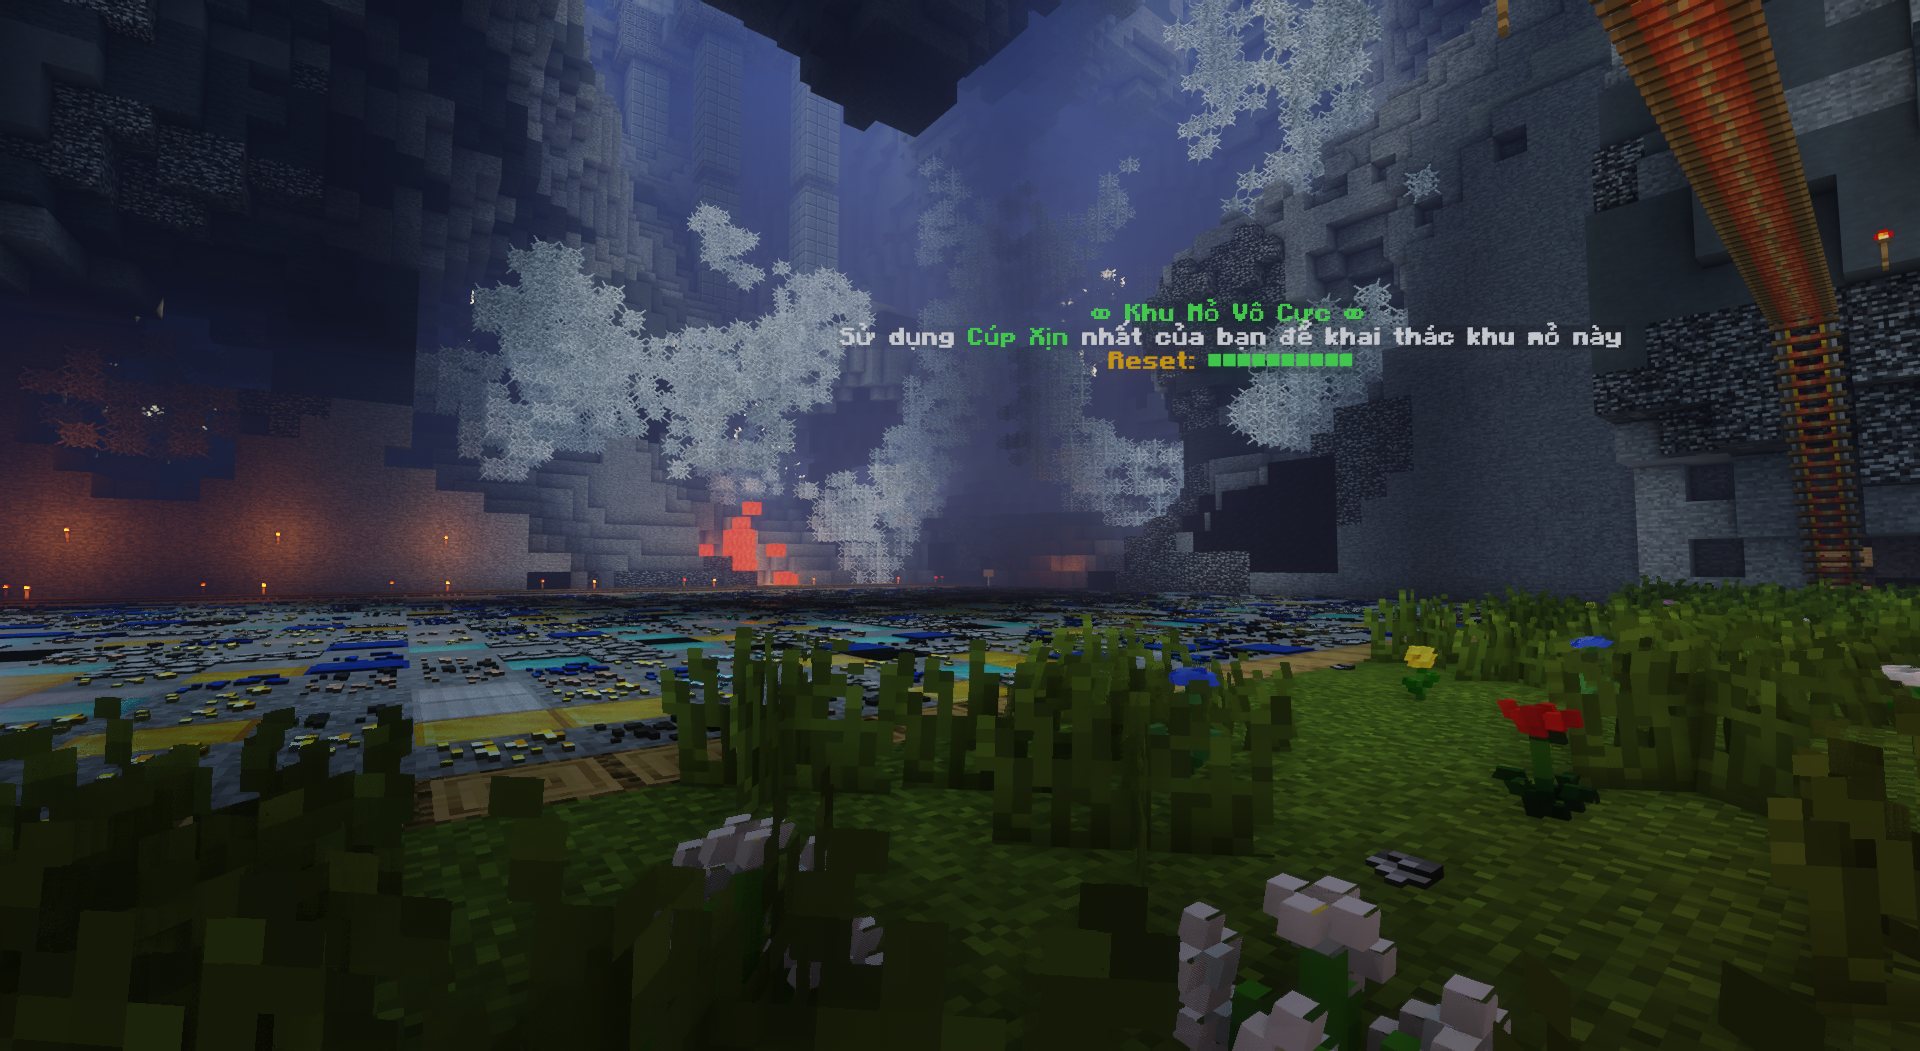 ∞ Khu Mỏ Vô Cực ∞
Sử dụng Cúp Xịn nhất của bạn để khai thác khu mỏ này
Reset: ■■■■■■■■■■